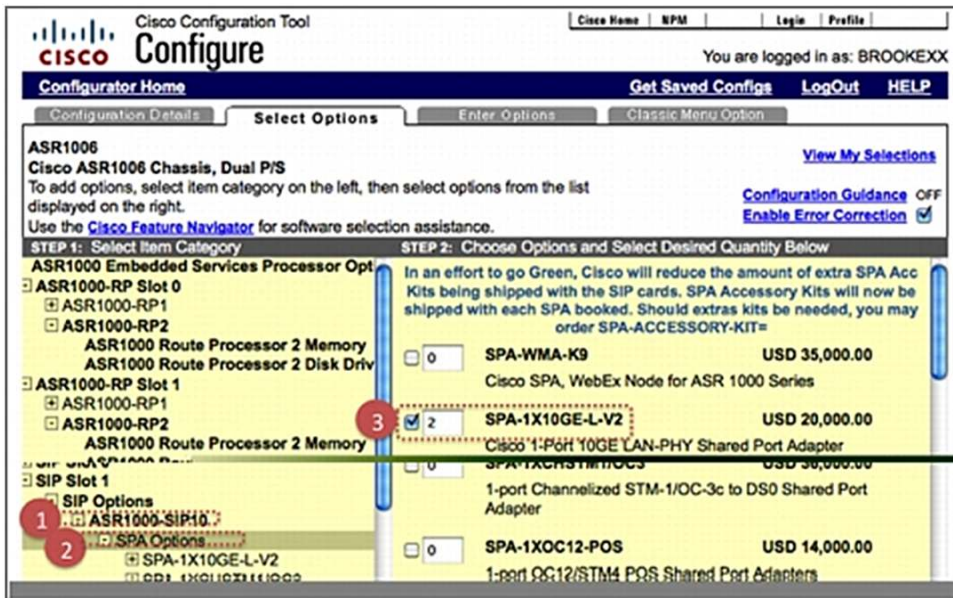 Cisco Configuration Tool
Cisco Home | NPM | Login | Profile
CISCO Configure
You are logged in as: BROOKEXX
Configurator Home Get Saved Configs LogOut HELP
Configuration Details Select Options Enter Options Classic Menu Option
ASR1006
Cisco ASR1006 Chassis, Dual P/S
View My Selections
To add options, select item category on the left, then select options from the list
displayed on the right.
Configuration Guidance OFF
Use the Cisco Feature Navigator for software selection assistance.
Enable Error Correction
STEP 1: Select Item Category
ASR1000 Embedded Services Processor Opt
ASR1000-RP Slot 0
ASR1000-RP1
ASR1000-RP2
ASR1000 Route Processor 2 Memory
ASR1000 Route Processor 2 Disk Driv
ASR1000-RP Slot 1
ASR1000-RP1
ASR1000-RP2
ASR1000 Route Processor 2 Memory
SIP Slot 1
SIP Options
1 ASR1000-SIP10
2 SPA Options
SPA-1X10GE-L-V2
STEP 2: Choose Options and Select Desired Quantity Below
In an effort to go Green, Cisco will reduce the amount of extra SPA Acc
Kits being shipped with the SIP cards. SPA Accessory Kits will now be
shipped with each SPA booked. Should extras kits be needed, you may
order SPA-ACCESSORY-KIT=
0 SPA-WMA-K9 USD 35,000.00
Cisco SPA, WebEx Node for ASR 1000 Series
3 2 SPA-1X10GE-L-V2 USD 20,000.00
Cisco 1-Port 10GE LAN-PHY Shared Port Adapter
0 SPA-1XCHSTM1/OC3 USD 30,000.00
1-port Channelized STM-1/OC-3c to DS0 Shared Port
Adapter
0 SPA-1XOC12-POS USD 14,000.00
1-port OC12/STM4 POS Shared Port Adapters